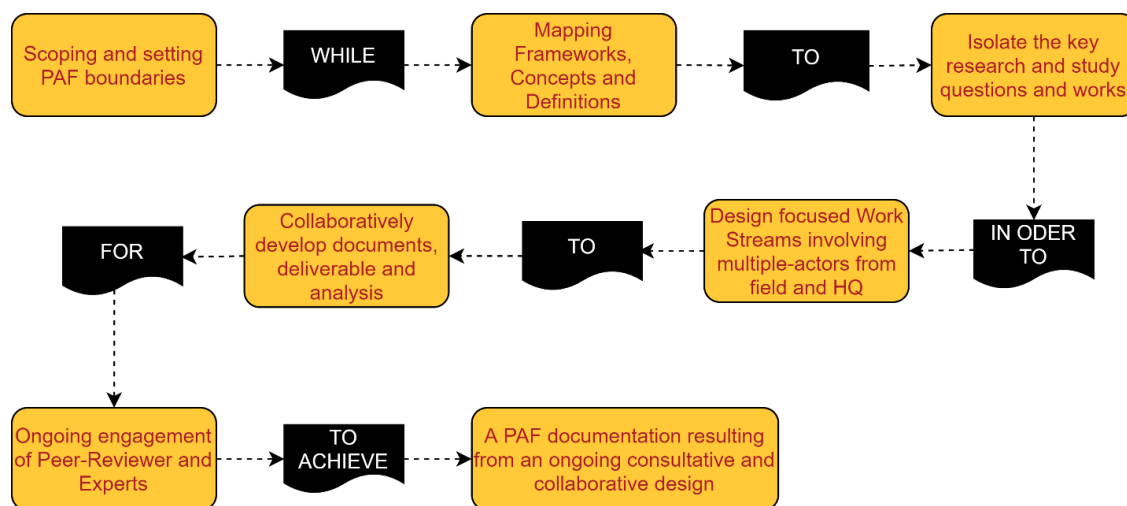 Scoping and setting
PAF boundaries
WHILE
Mapping
Frameworks,
Concepts and
Definitions
TO
Isolate the key
research and study
questions and works
IN ODER
TO
Design focused Work
Streams involving
multiple-actors from
field and HQ
TO
Collaboratively
develop documents,
deliverable and
analysis
FOR
Ongoing engagement
of Peer-Reviewer and
Experts
TO
ACHIEVE
A PAF documentation resulting
from an ongoing consultative and
collaborative design